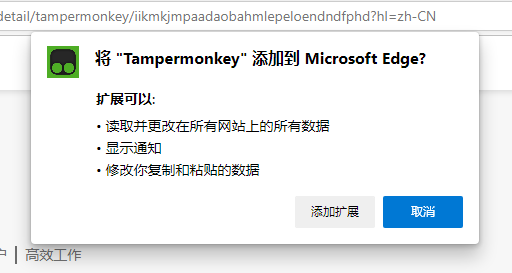 detail/tampermonkey/iikmkjmpaadaobahmlepeloendndfphd?hl=zh-CN
将 "Tampermonkey" 添加到 Microsoft Edge?
扩展可以:
• 读取并更改在所有网站上的所有数据
• 显示通知
• 修改你复制和粘贴的数据
添加扩展
取消
户 | 高效工作